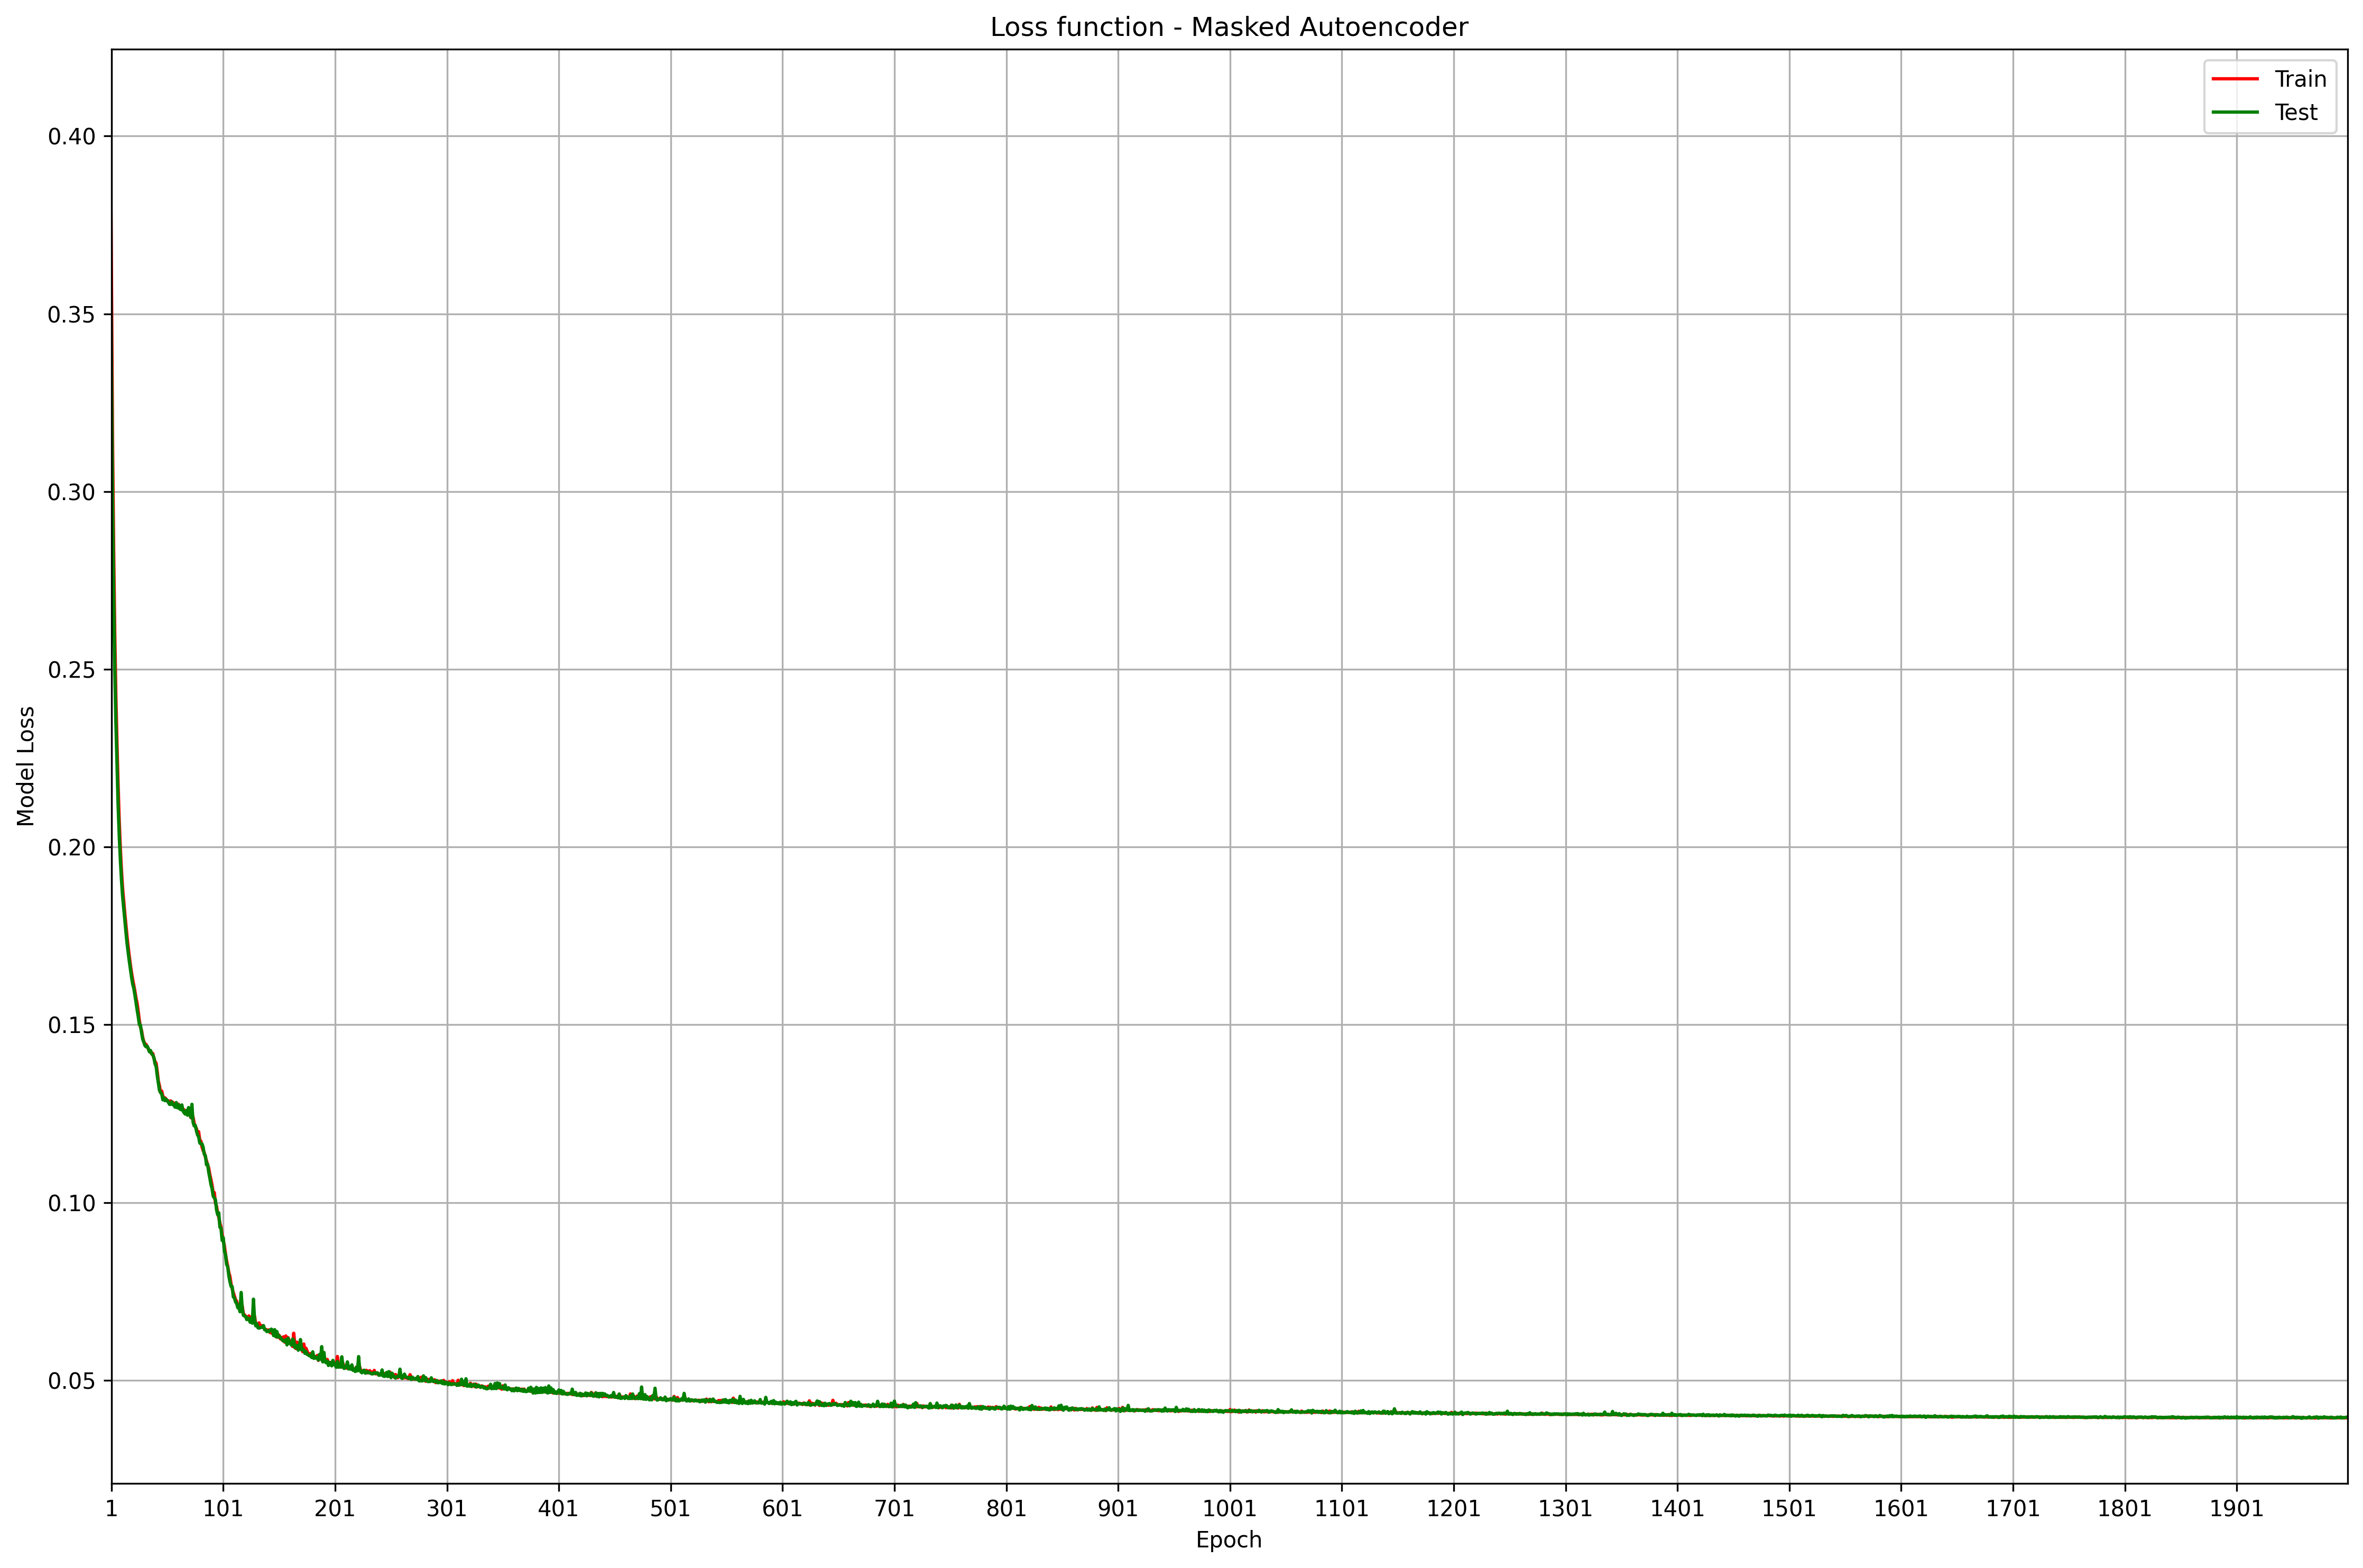 Loss function - Masked Autoencoder
Train
Test
0.40
0.35
0.30
0.25
0.20
0.15
0.10
0.05
Model Loss
1 101 201 301 401 501 601 701 801 901 1001 1101 1201 1301 1401 1501 1601 1701 1801 1901
Epoch